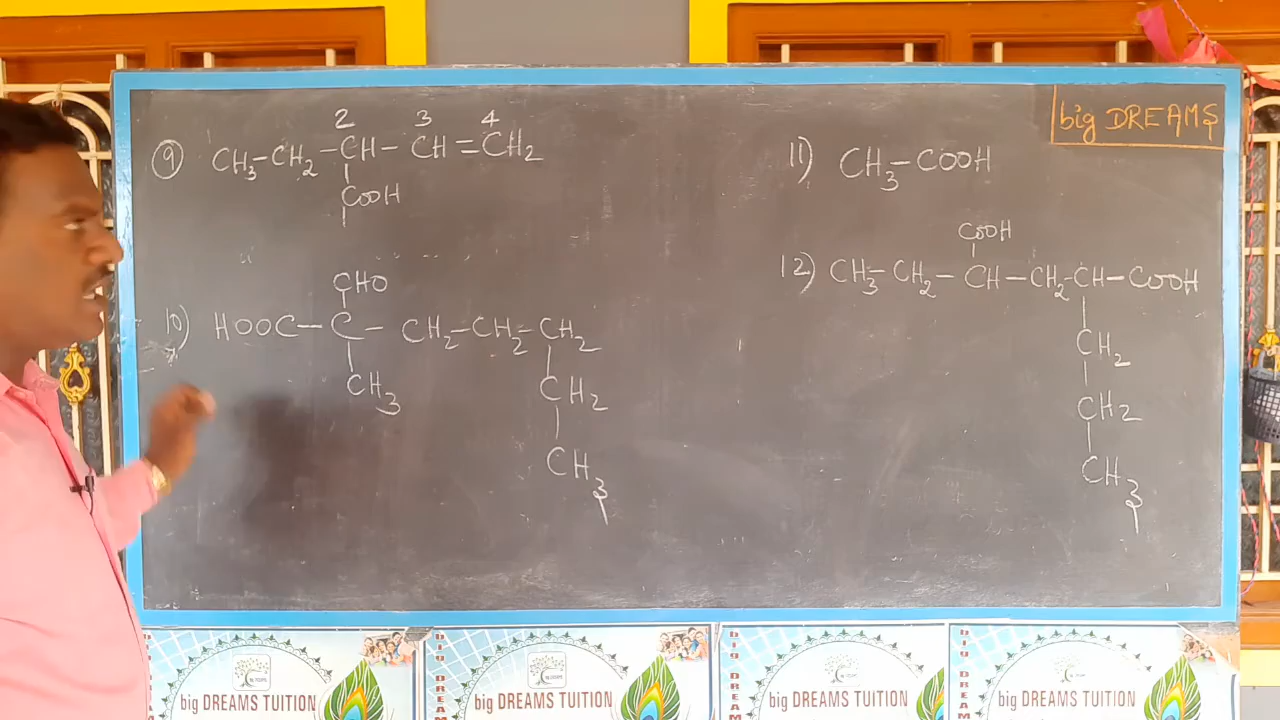 big DREAMS
2 3 4
9 CH3-CH2-CH-CH=CH2
COOH
10) HOOC-C-CH2-CH2-CH2
CHO
CH3
CH2
CH3
11) CH3-COOH
COOH
12) CH3-CH2-CH-CH2-CH-COOH
CH2
CH2
CH3
big DREAMS TUITION
big DREAMS TUITION
big DREAMS TUITION
big DREAMS TUITION